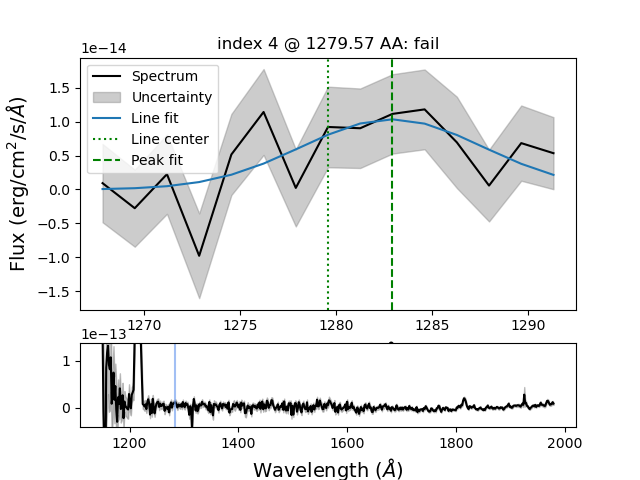 index 4 @ 1279.57 AA: fail
1e−14
Spectrum
Uncertainty
Line fit
Line center
Peak fit
1.5
1.0
0.5
0.0
−0.5
−1.0
−1.5
Flux (erg/cm²/s/Å)
1270 1275 1280 1285 1290
1e−13
1
0
1200 1400 1600 1800 2000
Wavelength (Å)